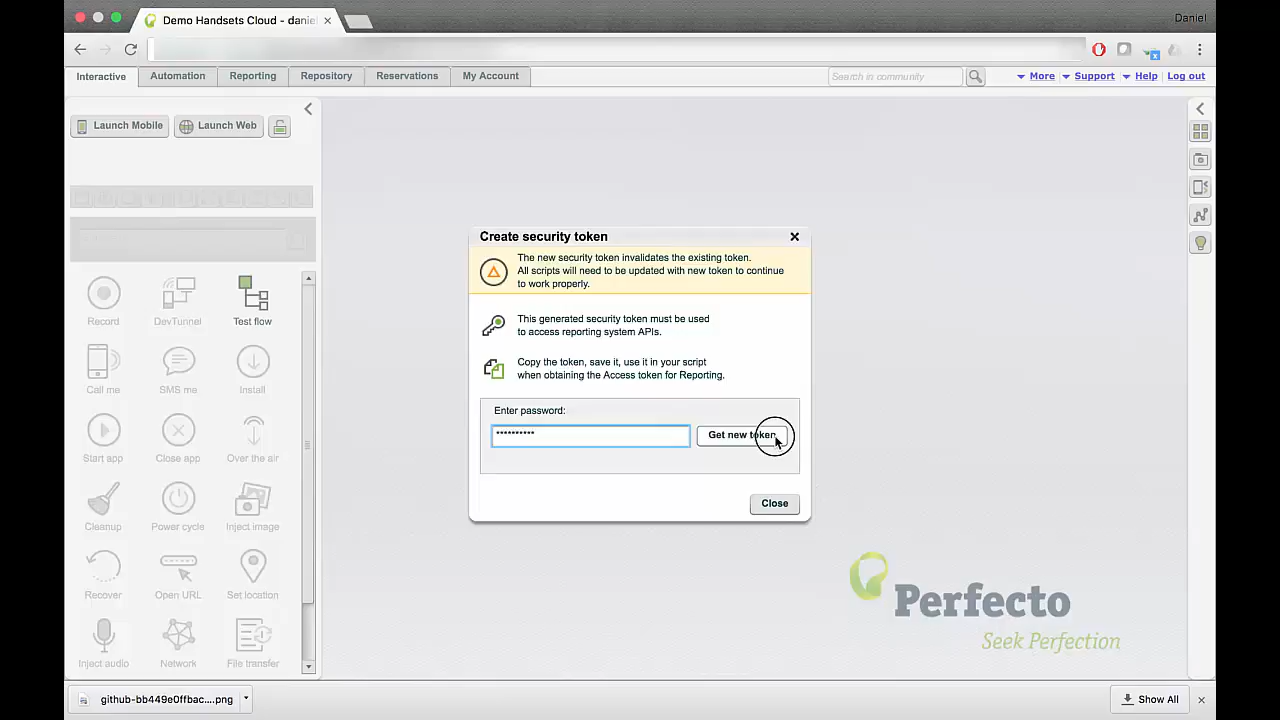 Demo Handsets Cloud - daniel
Daniel
Interactive
Automation
Reporting
Repository
Reservations
My Account
Search in community
More
Support
Help
Log out
Launch Mobile
Launch Web
Create security token
The new security token invalidates the existing token.
All scripts will need to be updated with new token to continue
to work properly.
This generated security token must be used
to access reporting system APIs.
Copy the token, save it, use it in your script
when obtaining the Access token for Reporting.
Enter password:
**********
Get new token
Close
Record
DevTunnel
Test flow
Call me
SMS me
Install
Start app
Close app
Over the air
Cleanup
Power cycle
Inject image
Recover
Open URL
Set location
Inject audio
Network
File transfer
Perfecto
Seek Perfection
github-bb449e0ffbac....png
Show All